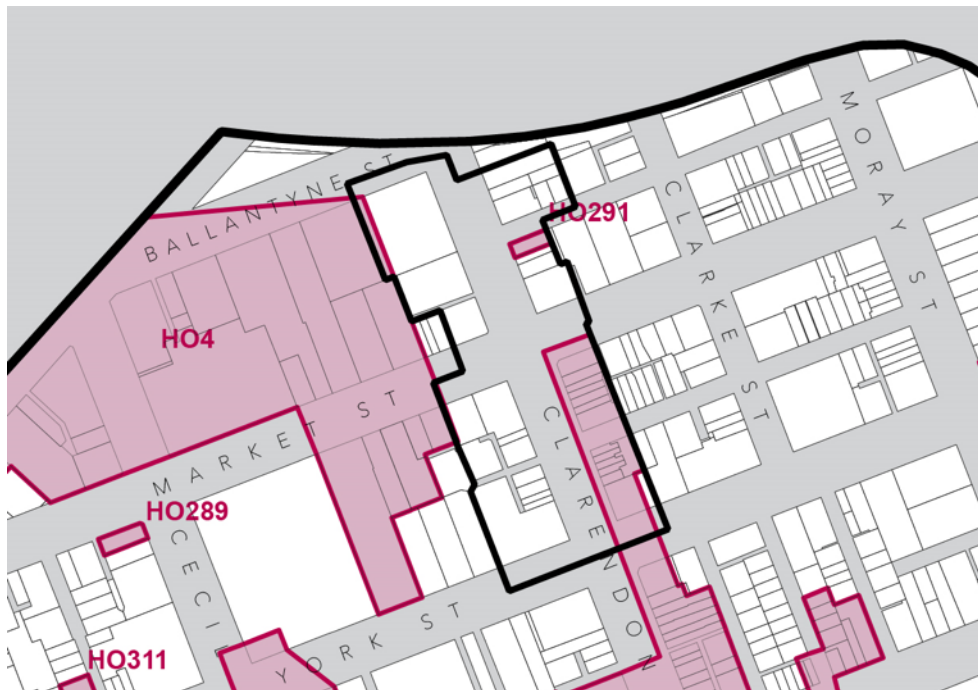 BALLANTYNE ST
MORAY ST
HO291
CLARKE ST
HO4
MARKET ST
CLARENDON
HO289
CECIL
YORK ST
HO311